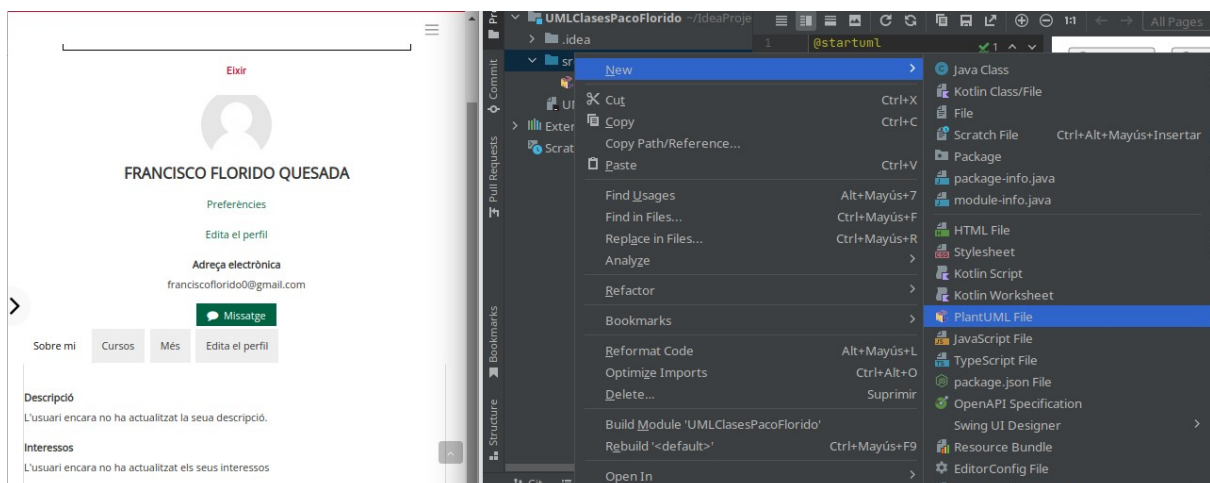 Eixir
FRANCISCO FLORIDO QUESADA
Preferències
Edita el perfil
Adreça electrònica
franciscoflorido0@gmail.com
Missatge
Sobre mi Cursos Més Edita el perfil
Descripció
L'usuari encara no ha actualitzat la seua descripció.
Interessos
L'usuari encara no ha actualitzat els seus interessos
Commit
Pull Requests
Bookmarks
Structure
UMLClasesPacoFlorido ~/IdeaProje
.idea
1:1
All Pages
1 @startuml 1
New
Cut Ctrl+X
Copy Ctrl+C
Copy Path/Reference...
Paste Ctrl+V
Find Usages Alt+Mayús+7
Find in Files... Ctrl+Mayús+F
Replace in Files... Ctrl+Mayús+R
Analyze
Refactor
Bookmarks
Reformat Code Alt+Mayús+L
Optimize Imports Ctrl+Alt+O
Delete... Suprimir
Build Module 'UMLClasesPacoFlorido'
Rebuild '<default>' Ctrl+Mayús+F9
Open In
Java Class
Kotlin Class/File
File
Scratch File Ctrl+Alt+Mayús+Insertar
Package
package-info.java
module-info.java
HTML File
Stylesheet
Kotlin Script
Kotlin Worksheet
PlantUML File
JavaScript File
TypeScript File
package.json File
OpenAPI Specification
Swing UI Designer
Resource Bundle
EditorConfig File